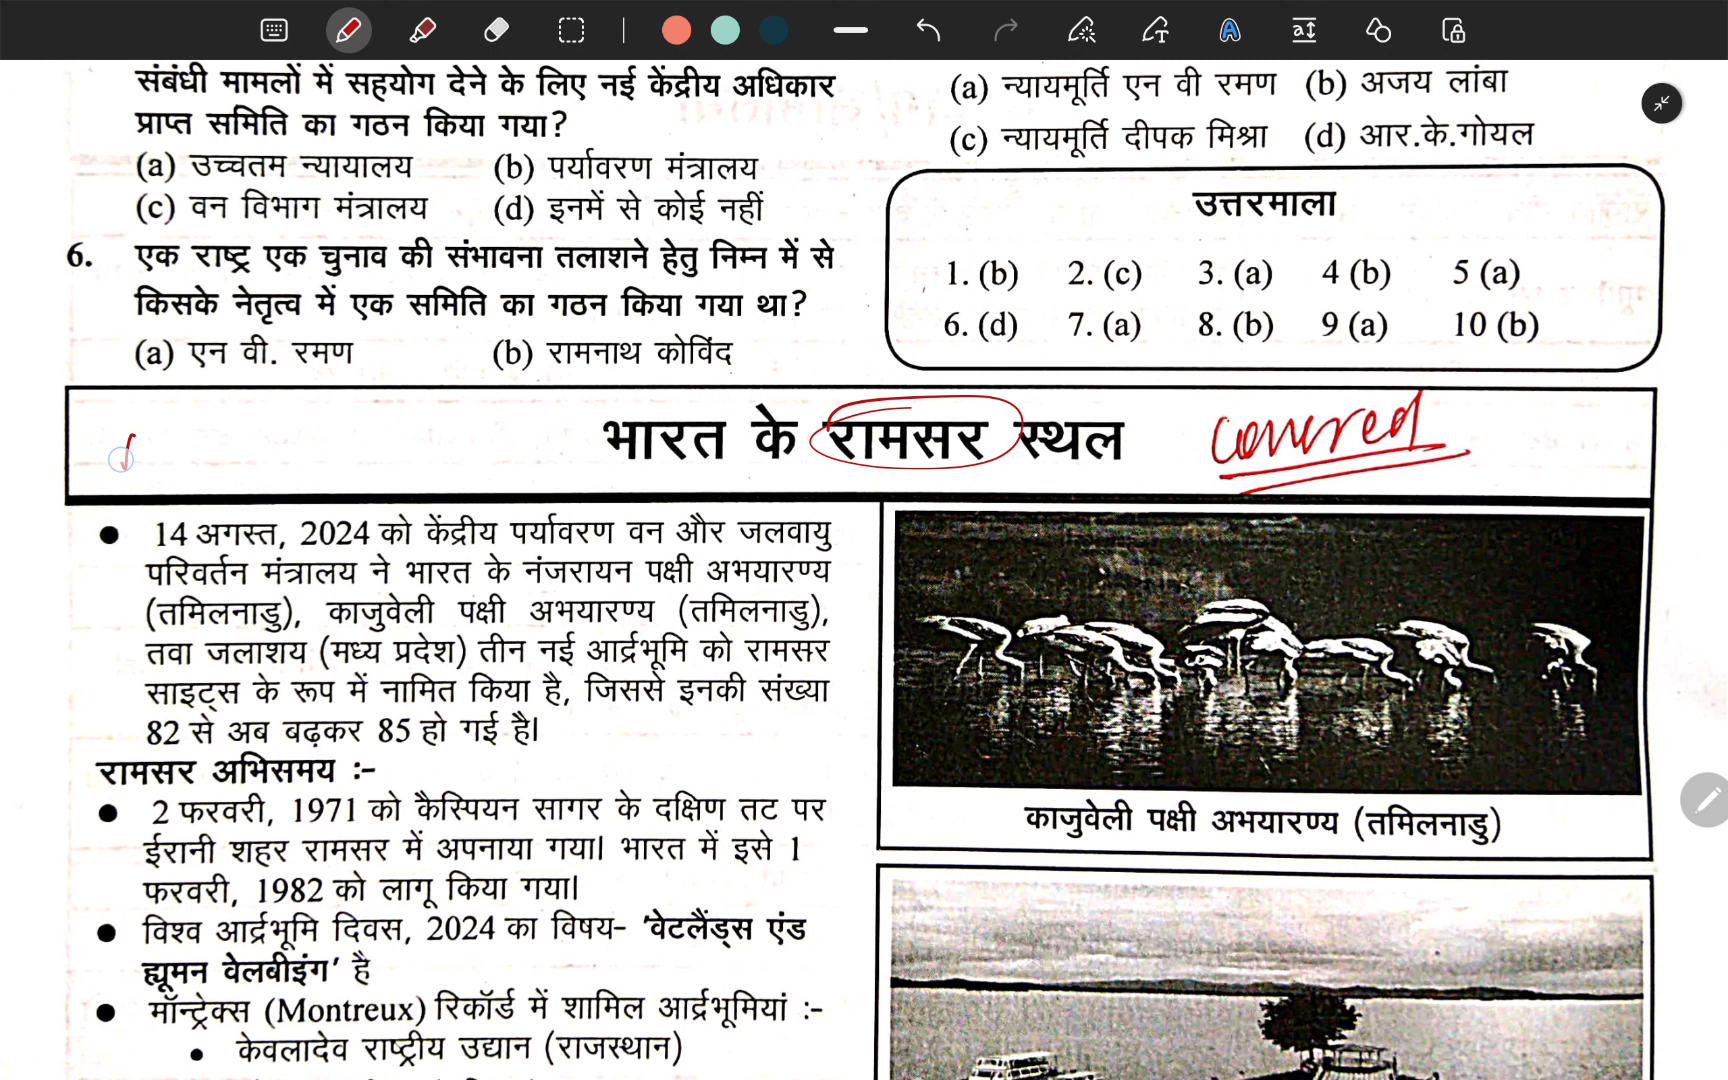 संबंधी मामलों में सहयोग देने के लिए नई केंद्रीय अधिकार
प्राप्त समिति का गठन किया गया?
(a) उच्चतम न्यायालय (b) पर्यावरण मंत्रालय
(c) वन विभाग मंत्रालय (d) इनमें से कोई नहीं
6. एक राष्ट्र एक चुनाव की संभावना तलाशने हेतु निम्न में से
किसके नेतृत्व में एक समिति का गठन किया गया था?
(a) एन वी. रमण (b) रामनाथ कोविंद
(a) न्यायमूर्ति एन वी रमण (b) अजय लांबा
(c) न्यायमूर्ति दीपक मिश्रा (d) आर.के.गोयल
उत्तरमाला
1. (b) 2. (c) 3. (a) 4 (b) 5 (a)
6. (d) 7. (a) 8. (b) 9 (a) 10 (b)
भारत के रामसर स्थल covered
● 14 अगस्त, 2024 को केंद्रीय पर्यावरण वन और जलवायु
परिवर्तन मंत्रालय ने भारत के नंजरायन पक्षी अभयारण्य
(तमिलनाडु), काजुवेली पक्षी अभयारण्य (तमिलनाडु),
तवा जलाशय (मध्य प्रदेश) तीन नई आर्द्रभूमि को रामसर
साइट्स के रूप में नामित किया है, जिससे इनकी संख्या
82 से अब बढ़कर 85 हो गई है।
रामसर अभिसमय :-
● 2 फरवरी, 1971 को कैस्पियन सागर के दक्षिण तट पर
ईरानी शहर रामसर में अपनाया गया। भारत में इसे 1
फरवरी, 1982 को लागू किया गया।
● विश्व आर्द्रभूमि दिवस, 2024 का विषय- 'वेटलैंड्स एंड
ह्यूमन वेलबीइंग' है
● मॉन्ट्रेक्स (Montreux) रिकॉर्ड में शामिल आर्द्रभूमियां :-
● केवलादेव राष्ट्रीय उद्यान (राजस्थान)
काजुवेली पक्षी अभयारण्य (तमिलनाडु)